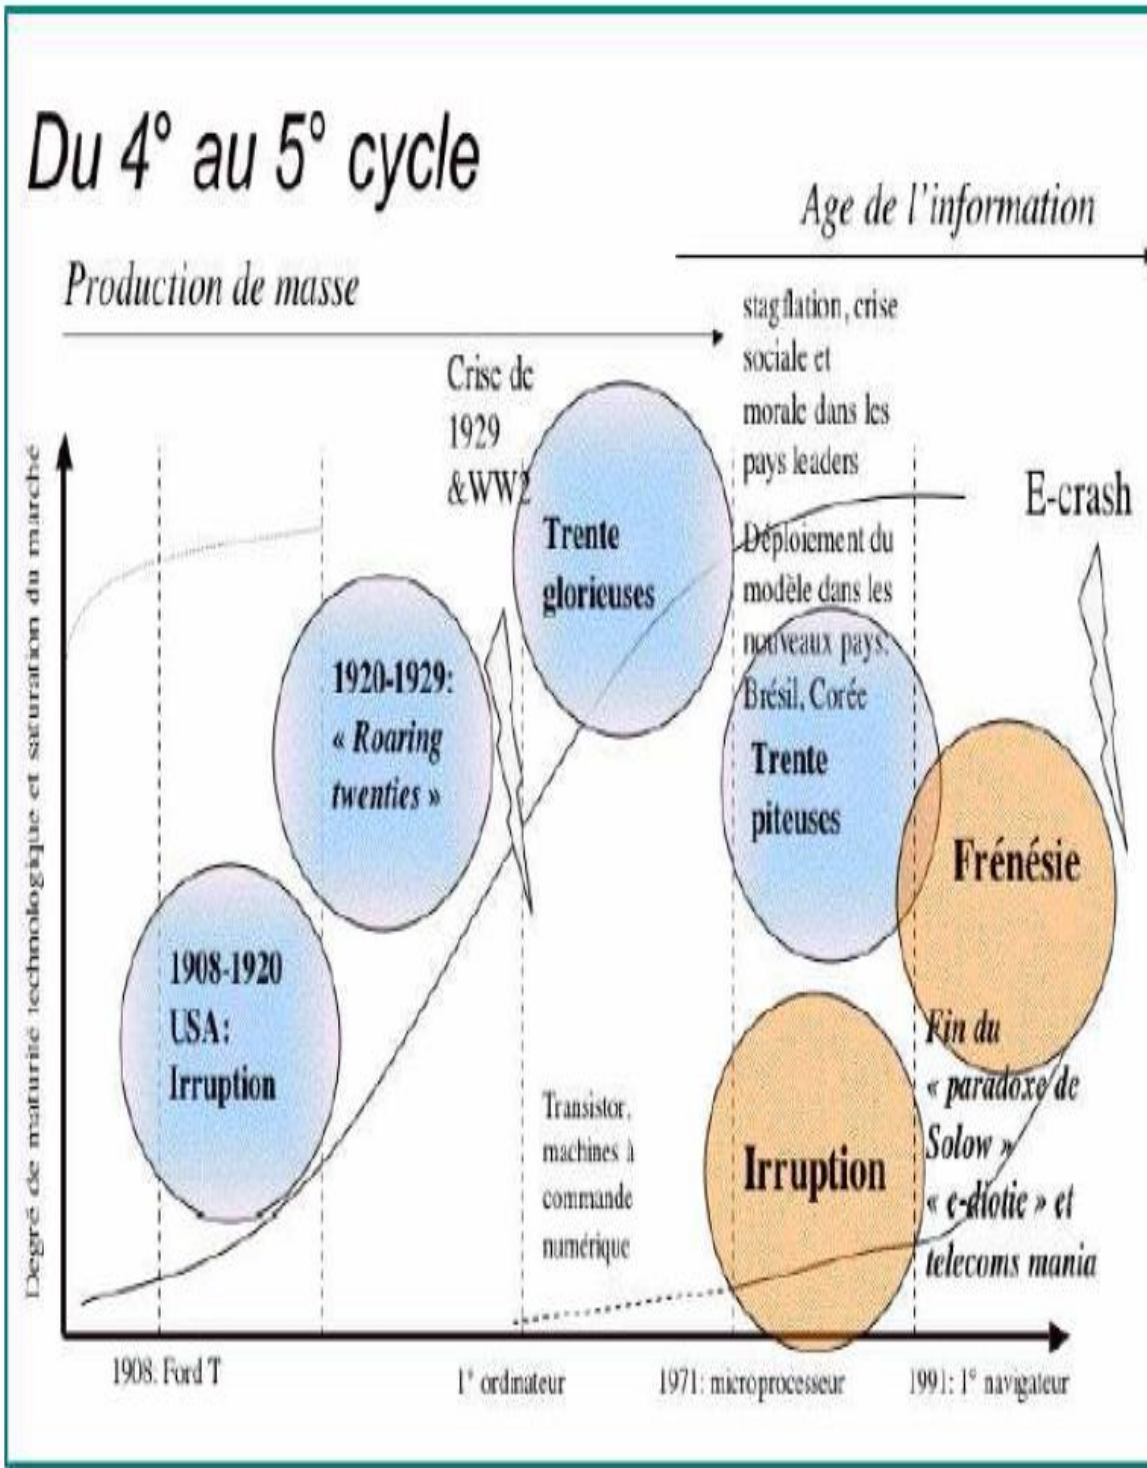 Du 4° au 5° cycle
Age de l'information
Production de masse
stagflation, crise
sociale et
morale dans les
pays leaders
Crise de
1929
&WW2
Déploiement du
modèle dans les
nouveaux pays.
Brésil, Corée
E-crash
Degré de maturité technologique et saturation du marché
Trente
glorieuses
1920-1929:
« Roaring
twenties »
Trente
piteuses
Frénésie
1908-1920
USA:
Irruption
Transistor,
machines à
commande
numérique
Irruption
Fin du
« paradoxe de
Solow »
« e-diotie » et
telecoms mania
1908: Ford T
1° ordinateur
1971: microprocesseur
1991: 1° navigateur